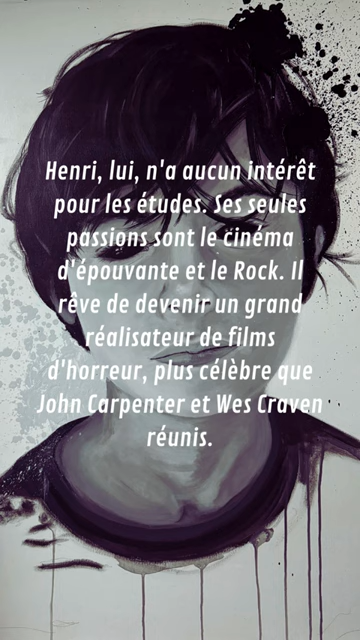 Henri, lui, n'a aucun intérêt
pour les études. Ses seules
passions sont le cinéma
d'épouvante et le Rock. Il
rêve de devenir un grand
réalisateur de films
d'horreur, plus célèbre que
John Carpenter et Wes Craven
réunis.